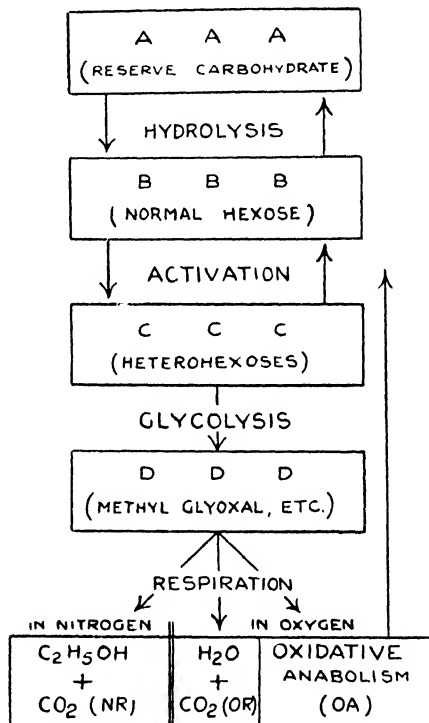 A A A
(RESERVE CARBOHYDRATE)
HYDROLYSIS
B B B
(NORMAL HEXOSE)
ACTIVATION
C C C
(HETEROHEXOSES)
GLYCOLYSIS
D D D
(METHYL GLYOXAL, ETC.)
RESPIRATION
IN NITROGEN IN OXYGEN
C₂H₅OH
+
CO₂ (NR)
H₂O
+
CO₂(OR)
OXIDATIVE
ANABOLISM
(OA)